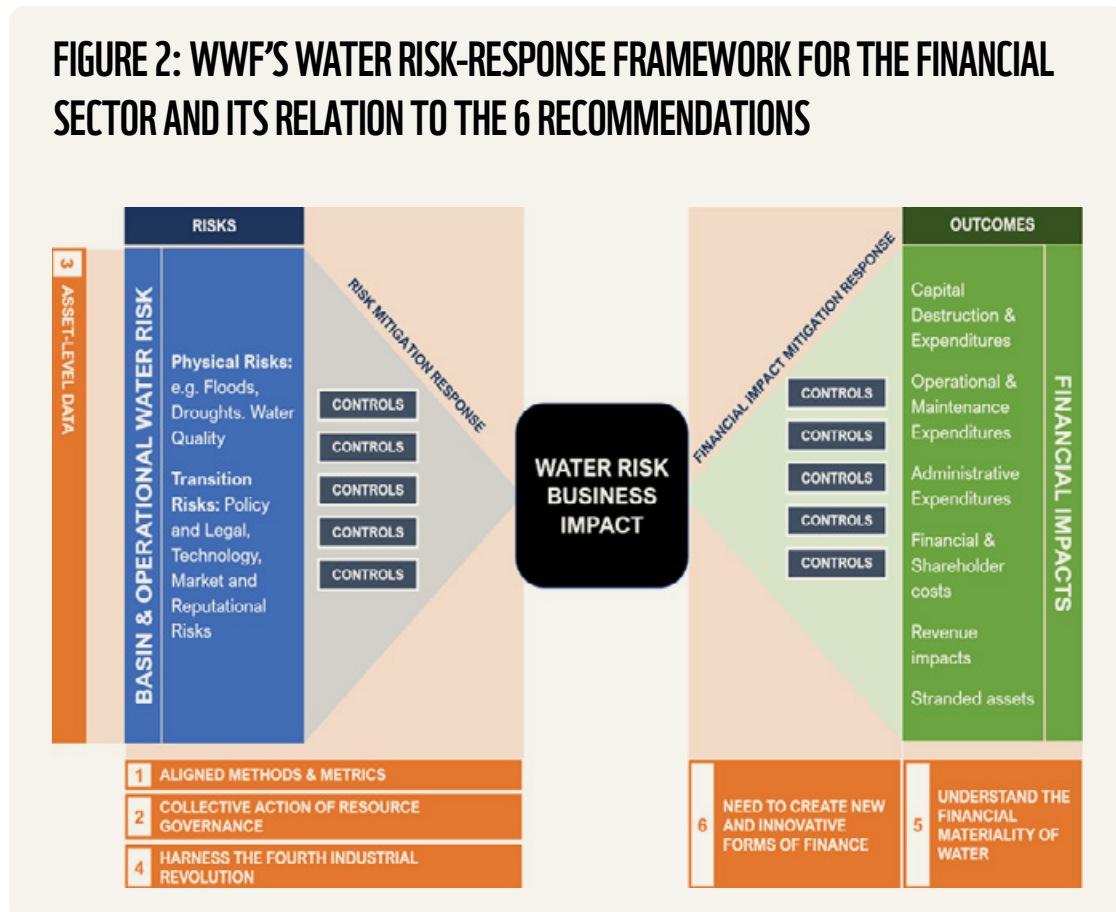 FIGURE 2: WWF'S WATER RISK-RESPONSE FRAMEWORK FOR THE FINANCIAL
SECTOR AND ITS RELATION TO THE 6 RECOMMENDATIONS
3 ASSET-LEVEL DATA
RISKS
BASIN & OPERATIONAL WATER RISK
Physical Risks:
e.g. Floods,
Droughts. Water
Quality
Transition
Risks: Policy
and Legal,
Technology,
Market and
Reputational
Risks
RISK MITIGATION RESPONSE
CONTROLS
CONTROLS
CONTROLS
CONTROLS
CONTROLS
WATER RISK
BUSINESS
IMPACT
FINANCIAL IMPACT MITIGATION RESPONSE
CONTROLS
CONTROLS
CONTROLS
CONTROLS
CONTROLS
OUTCOMES
Capital
Destruction &
Expenditures
Operational &
Maintenance
Expenditures
Administrative
Expenditures
Financial &
Shareholder
costs
Revenue
impacts
Stranded assets
FINANCIAL IMPACTS
1 ALIGNED METHODS & METRICS
2 COLLECTIVE ACTION OF RESOURCE
GOVERNANCE
4 HARNESS THE FOURTH INDUSTRIAL
REVOLUTION
6 NEED TO CREATE NEW
AND INNOVATIVE
FORMS OF FINANCE
5 UNDERSTAND THE
FINANCIAL
MATERIALITY OF
WATER